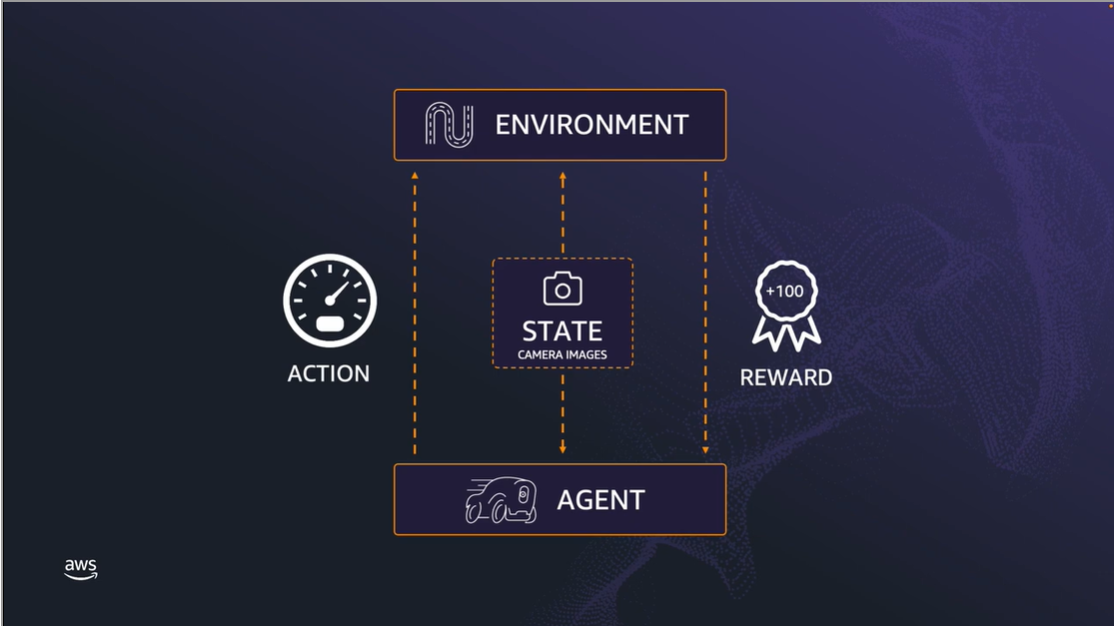 ENVIRONMENT
+100
STATE
CAMERA IMAGES
ACTION
REWARD
AGENT
aws